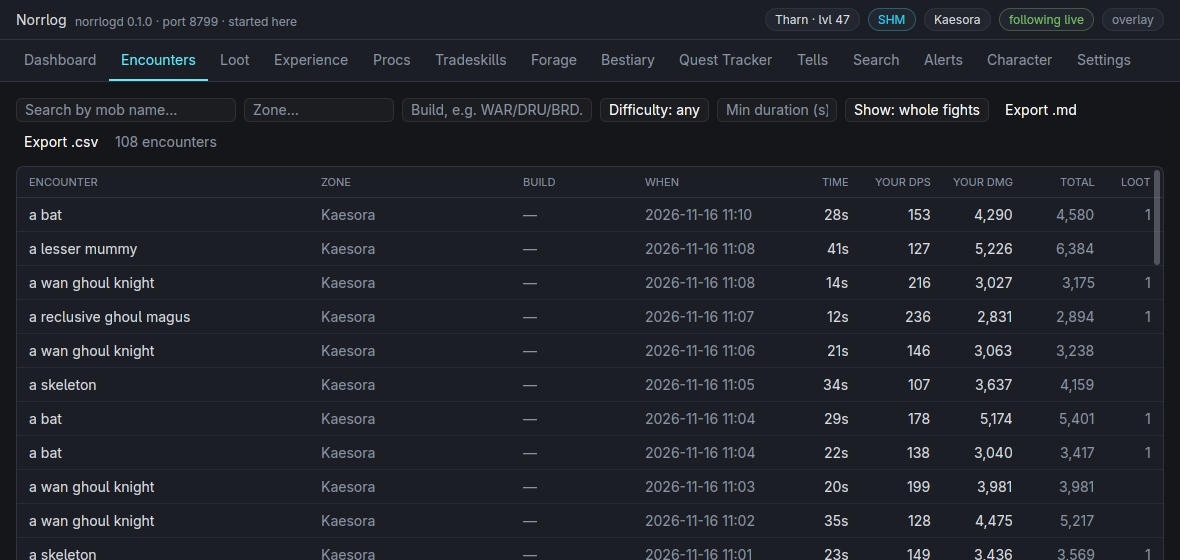 Norrlog norrlogd 0.1.0 · port 8799 · started here Tharn · lvl 47 SHM Kaesora following live overlay
Dashboard Encounters Loot Experience Procs Tradeskills Forage Bestiary Quest Tracker Tells Search Alerts Character Settings
Search by mob name... Zone... Build, e.g. WAR/DRU/BRD. Difficulty: any Min duration (s) Show: whole fights Export .md
Export .csv 108 encounters
ENCOUNTER ZONE BUILD WHEN TIME YOUR DPS YOUR DMG TOTAL LOOT
a bat Kaesora — 2026-11-16 11:10 28s 153 4,290 4,580 1
a lesser mummy Kaesora — 2026-11-16 11:08 41s 127 5,226 6,384
a wan ghoul knight Kaesora — 2026-11-16 11:08 14s 216 3,027 3,175 1
a reclusive ghoul magus Kaesora — 2026-11-16 11:07 12s 236 2,831 2,894 1
a wan ghoul knight Kaesora — 2026-11-16 11:06 21s 146 3,063 3,238
a skeleton Kaesora — 2026-11-16 11:05 34s 107 3,637 4,159
a bat Kaesora — 2026-11-16 11:04 29s 178 5,174 5,401 1
a bat Kaesora — 2026-11-16 11:04 22s 138 3,040 3,417 1
a wan ghoul knight Kaesora — 2026-11-16 11:03 20s 199 3,981 3,981
a wan ghoul knight Kaesora — 2026-11-16 11:02 35s 128 4,475 5,217
a skeleton Kaesora — 2026-11-16 11:01 23s 149 3,436 3,569 1